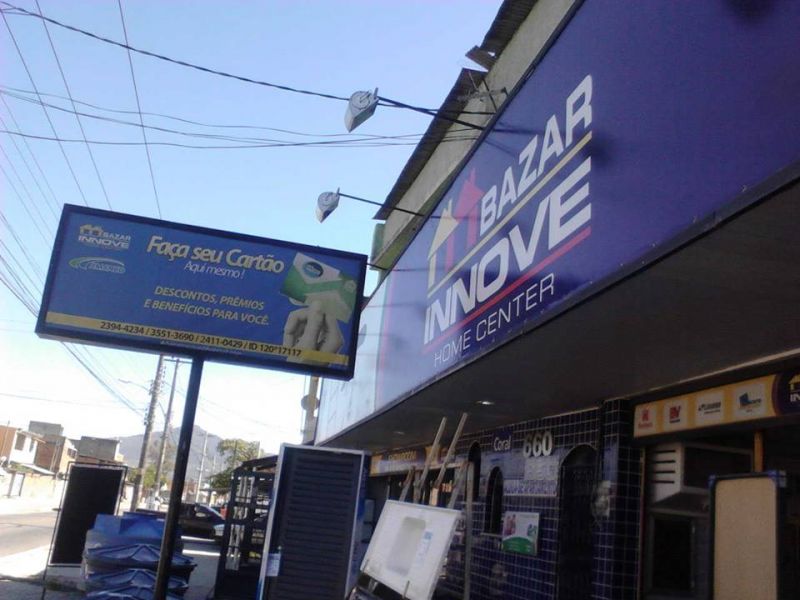 BAZAR
INNOVE
Faça seu Cartão
Aqui mesmo!
DESCONTOS, PRÊMIOS
E BENEFÍCIOS PARA VOCÊ.
2394-4234 / 3551-3690 / 2411-0429 / ID 120*17117
BAZAR
INNOVE
HOME CENTER
Coral
660